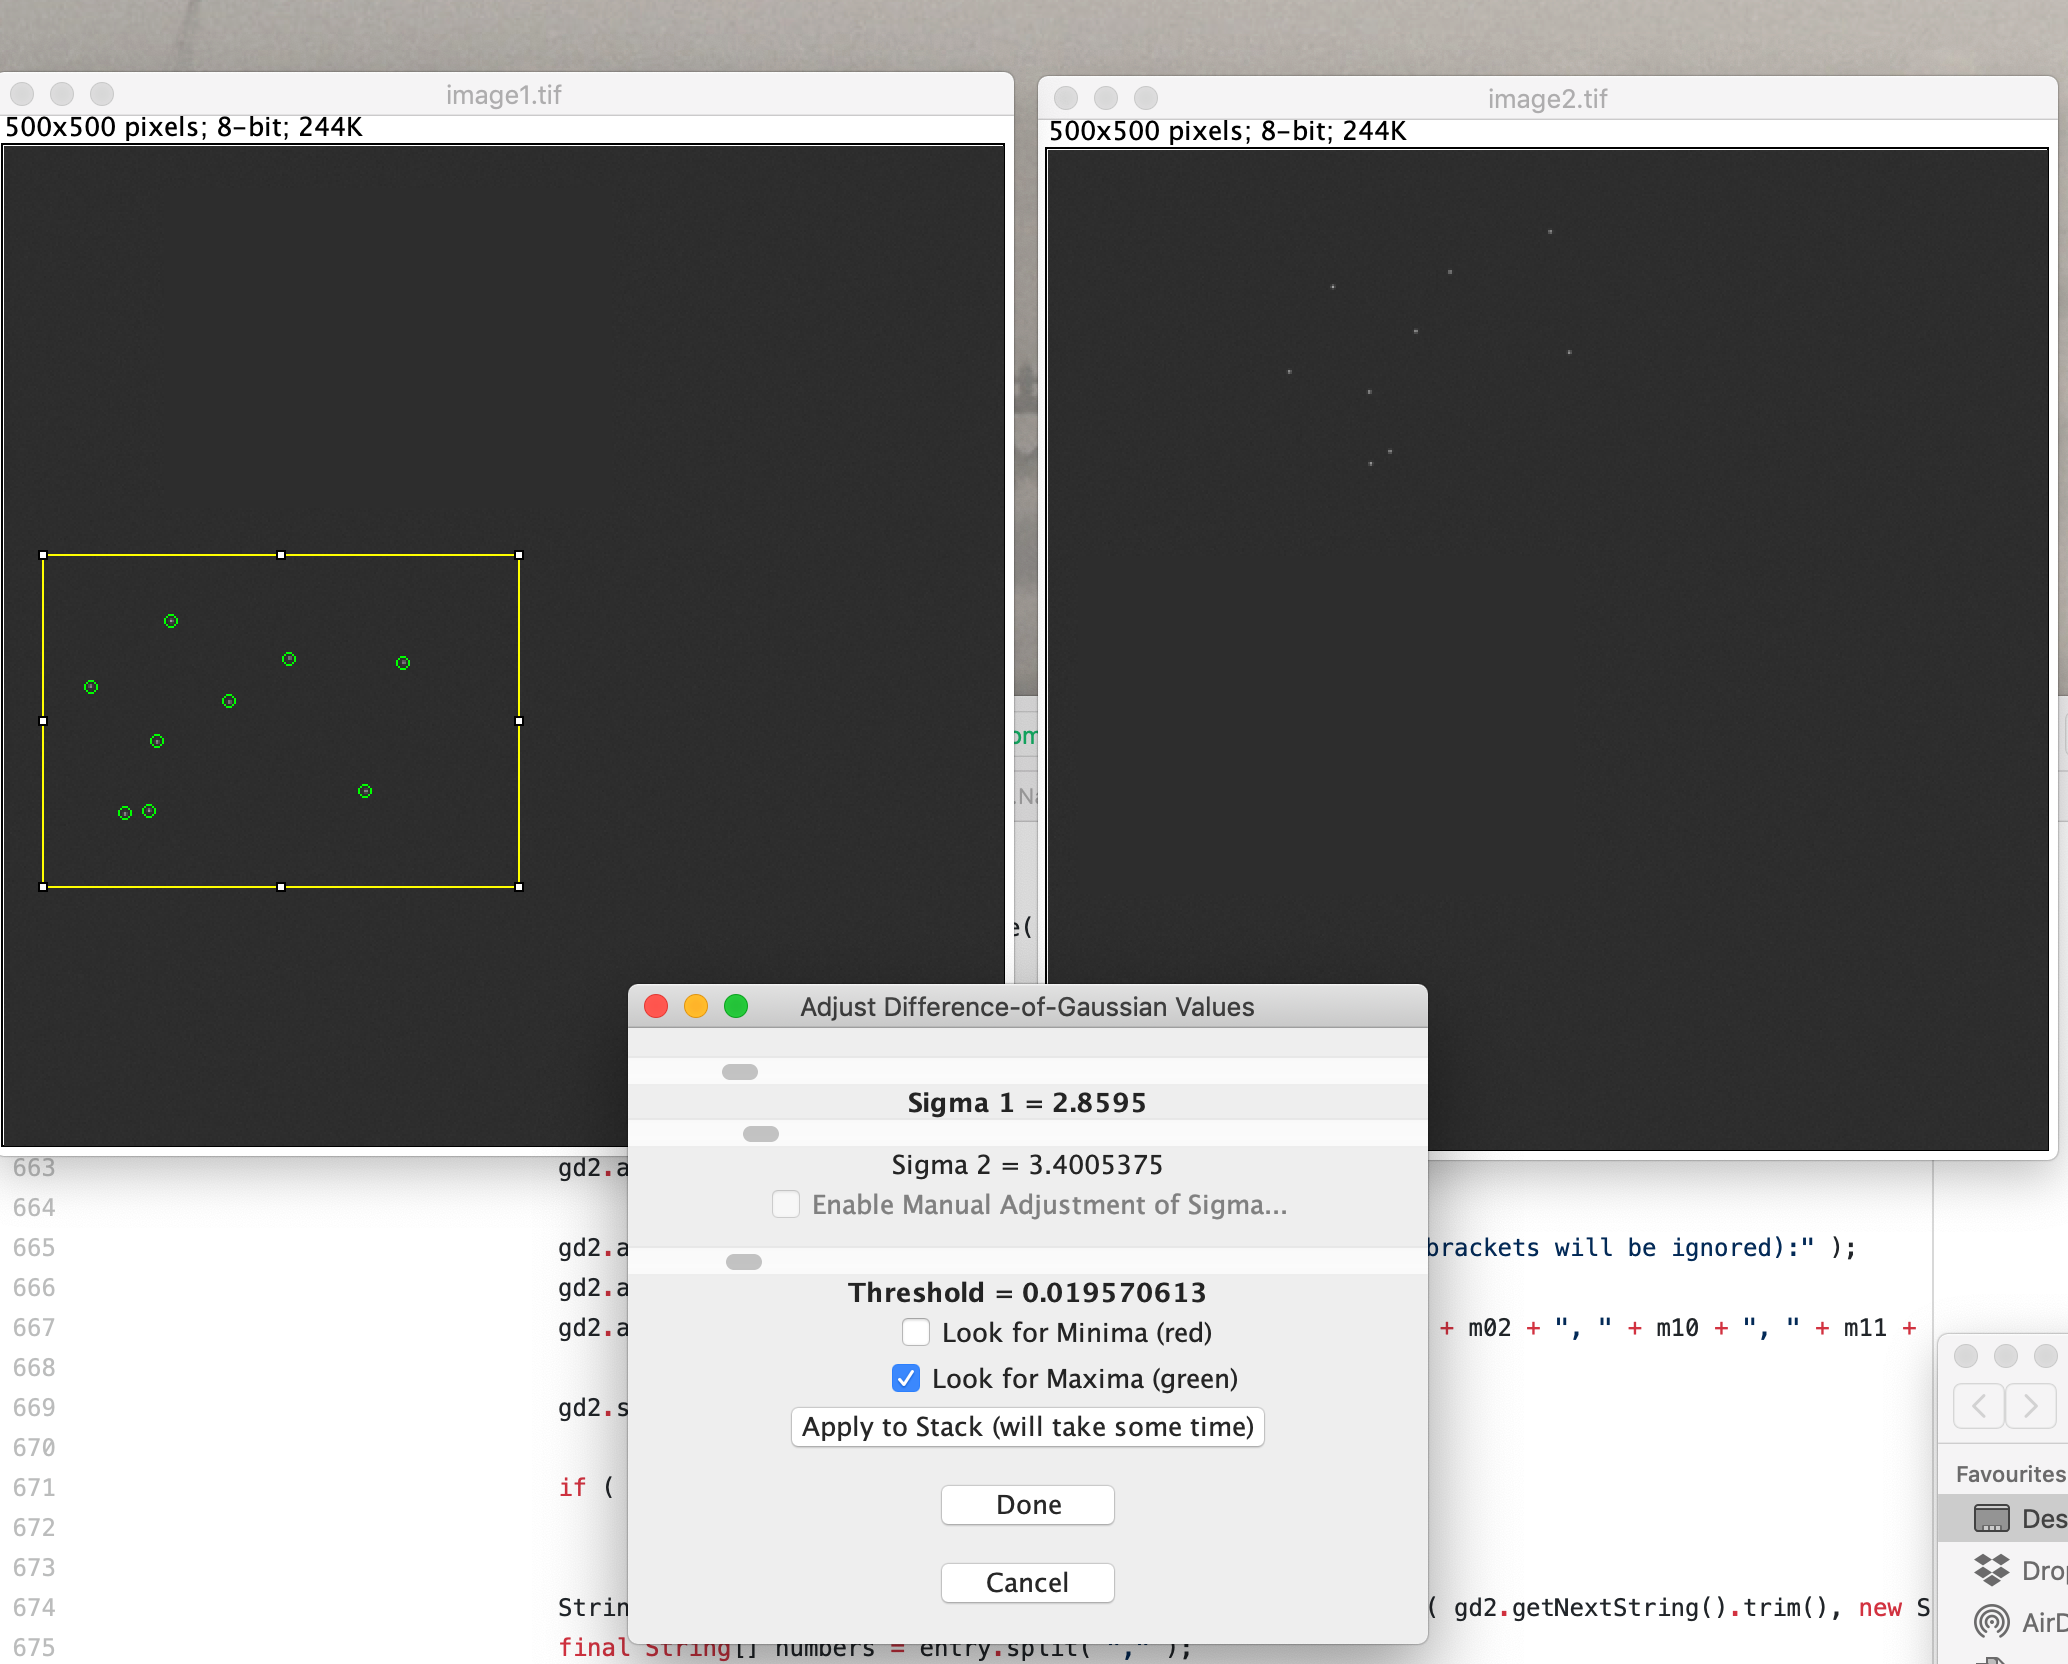 image1.tif
500x500 pixels; 8-bit; 244K
image2.tif
500x500 pixels; 8-bit; 244K
e(
Adjust Difference-of-Gaussian Values
Sigma 1 = 2.8595
Sigma 2 = 3.4005375
Enable Manual Adjustment of Sigma...
Threshold = 0.019570613
Look for Minima (red)
Look for Maxima (green)
Apply to Stack (will take some time)
Done
Cancel
663 gd2.a
664
665 gd2.a brackets will be ignored):" );
666 gd2.a
667 gd2.a + m02 + ", " + m10 + ", " + m11 +
668
669 gd2.s
670
671 if (
672
673
674 Strin ( gd2.getNextString().trim(), new S
675 final String[] numbers = entry.split( "," );
Favourites
Des
Drop
AirD